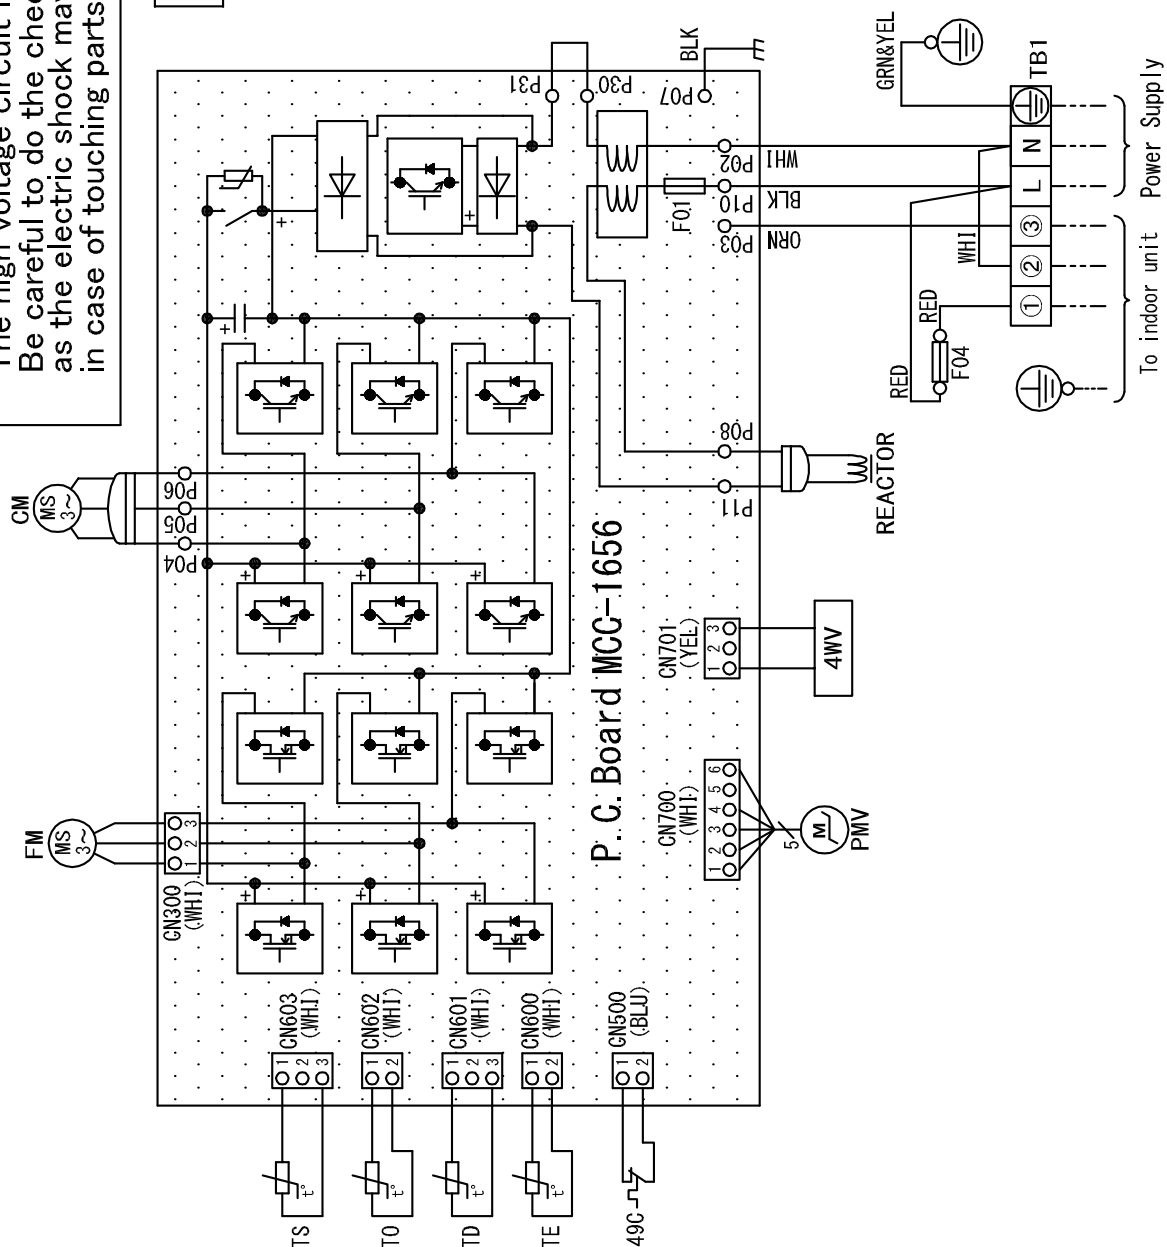 The high voltage circuit
Be careful to do the chec
as the electric shock may
in case of touching parts
CM
MS
3~
P06
P05
P04
FM
MS
3~
CN300
(WHI)
1 2 3
P31
P30
P07
BLK
P02
WHI
P10
BLK
P03
ORN
F01
P08
P11
REACTOR
GRN&YEL
TB1
N
L
③
②
①
WHI
RED
RED
F04
Power Supply
To indoor unit
P.C.Board MCC-1656
CN701
(YEL)
1 2 3
4WV
CN700
(WHI)
1 2 3 4 5 6
5
M
PMV
CN603
(WHI)
1 2 3
t°
TS
CN602
(WHI)
1 2
t°
TO
CN601
(WHI)
1 2 3
t°
TD
CN600
(WHI)
1 2
t°
TE
CN500
(BLU)
1 2
49C